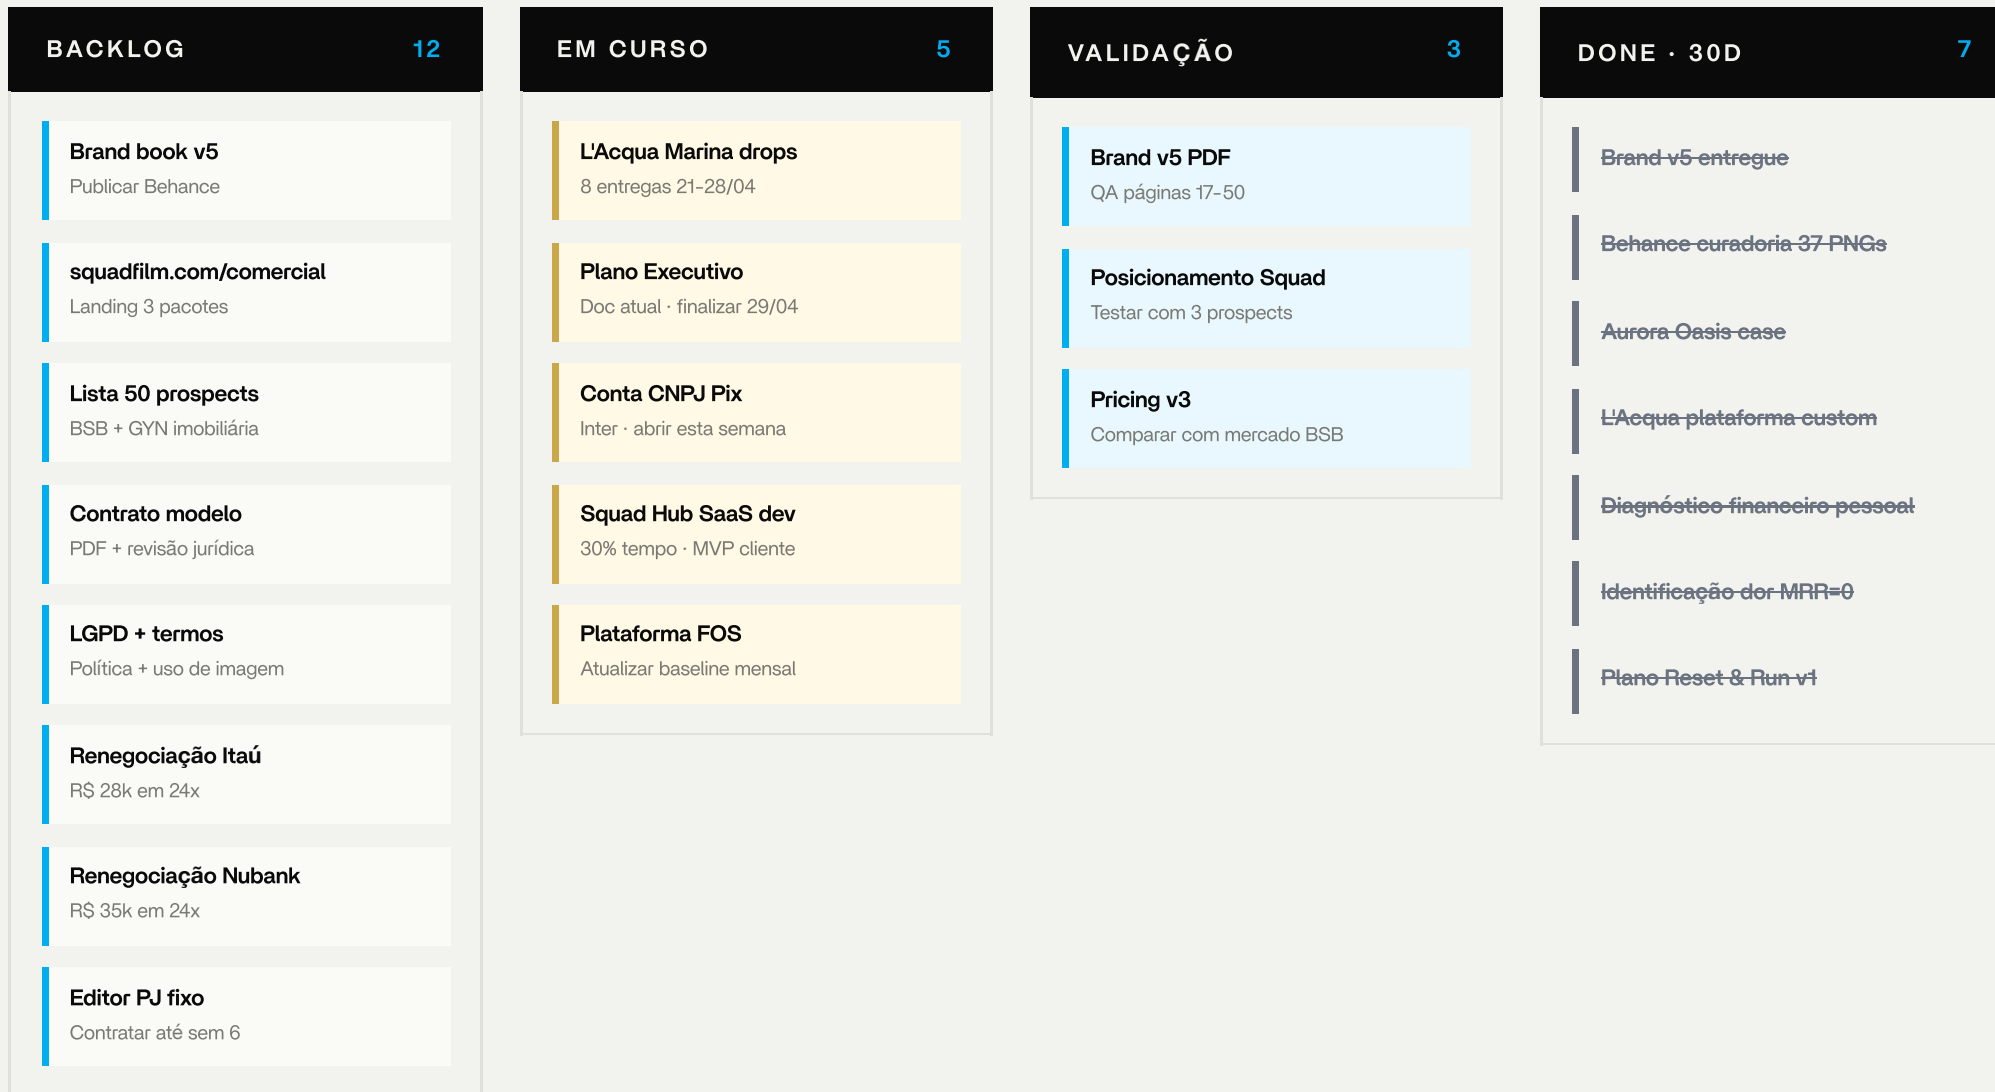 BACKLOG 12
Brand book v5
Publicar Behance
squadfilm.com/comercial
Landing 3 pacotes
Lista 50 prospects
BSB + GYN imobiliária
Contrato modelo
PDF + revisão jurídica
LGPD + termos
Política + uso de imagem
Renegociação Itaú
R$ 28k em 24x
Renegociação Nubank
R$ 35k em 24x
Editor PJ fixo
Contratar até sem 6
EM CURSO 5
L'Acqua Marina drops
8 entregas 21-28/04
Plano Executivo
Doc atual · finalizar 29/04
Conta CNPJ Pix
Inter · abrir esta semana
Squad Hub SaaS dev
30% tempo · MVP cliente
Plataforma FOS
Atualizar baseline mensal
VALIDAÇÃO 3
Brand v5 PDF
QA páginas 17-50
Posicionamento Squad
Testar com 3 prospects
Pricing v3
Comparar com mercado BSB
DONE · 30D 7
Brand v5 entregue
Behance curadoria 37 PNGs
Aurora Oasis case
L'Acqua plataforma custom
Diagnóstico financeiro pessoal
Identificação dor MRR=0
Plano Reset & Run v1